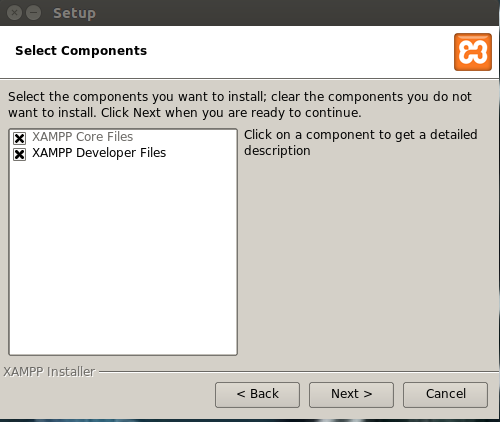 Setup
Select Components
Select the components you want to install; clear the components you do not
want to install. Click Next when you are ready to continue.
XAMPP Core Files
XAMPP Developer Files
Click on a component to get a detailed
description
XAMPP Installer
< Back
Next >
Cancel